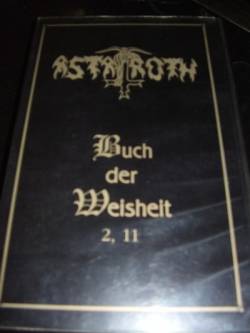 ASTAROTH
Buch
der
Weisheit
2, 11